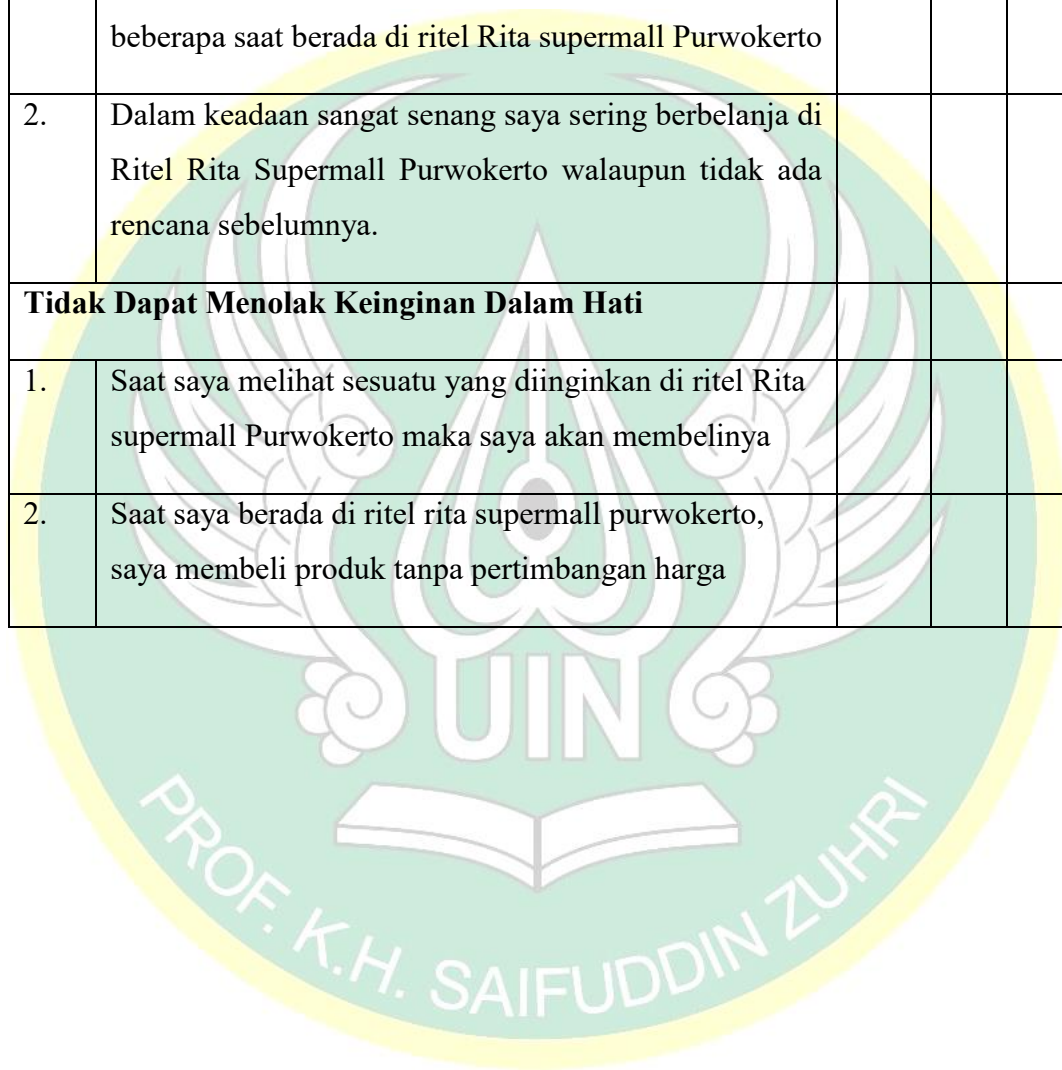 beberapa saat berada di ritel Rita supermall Purwokerto
2. Dalam keadaan sangat senang saya sering berbelanja di
Ritel Rita Supermall Purwokerto walaupun tidak ada
rencana sebelumnya.
Tidak Dapat Menolak Keinginan Dalam Hati
1. Saat saya melihat sesuatu yang diinginkan di ritel Rita
supermall Purwokerto maka saya akan membelinya
2. Saat saya berada di ritel rita supermall purwokerto,
saya membeli produk tanpa pertimbangan harga
UIN
PROF. K.H. SAIFUDDIN ZUHRI